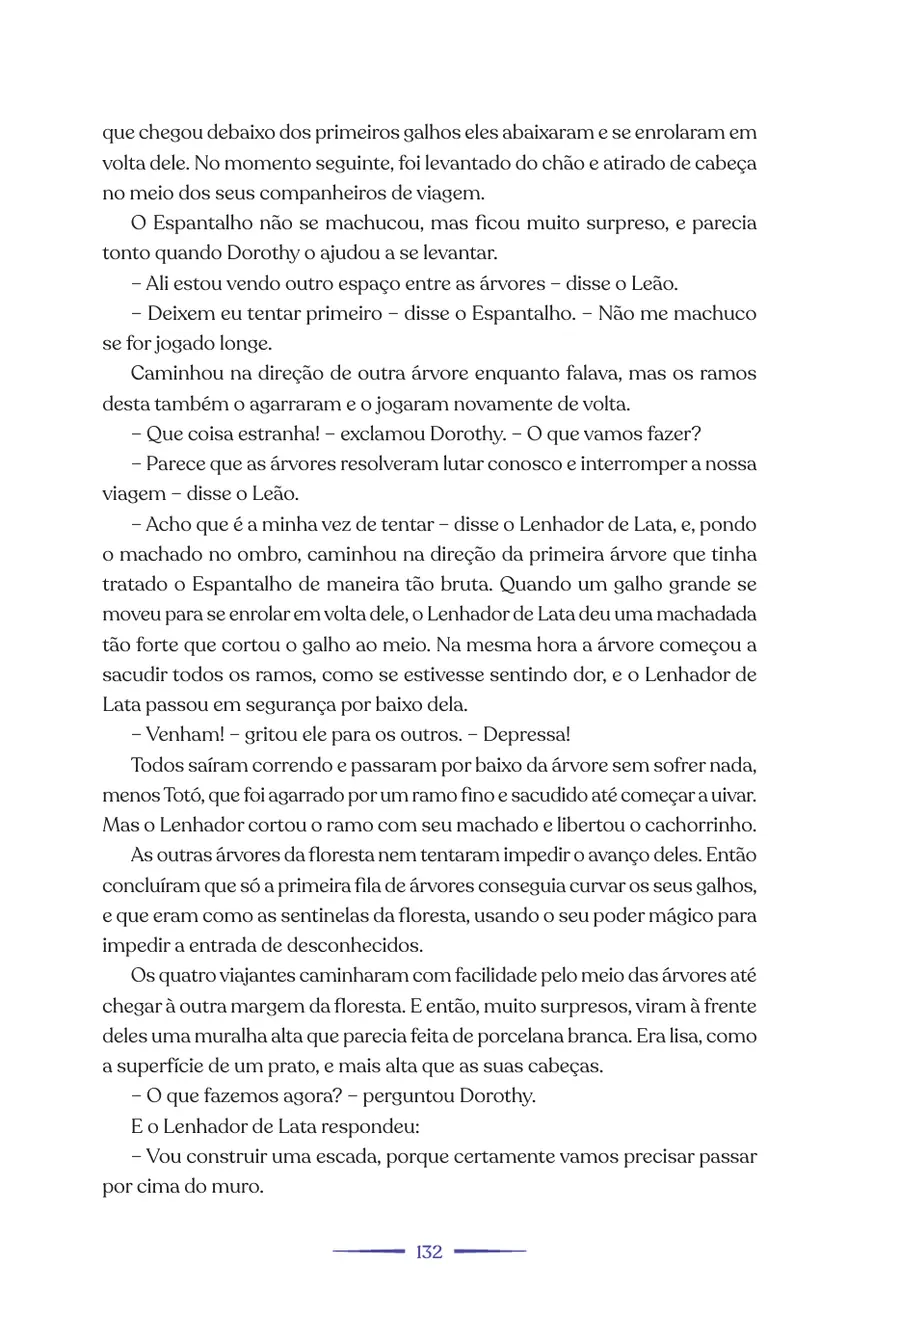 que chegou debaixo dos primeiros galhos eles abaixaram e se enrolaram em
volta dele. No momento seguinte, foi levantado do chão e atirado de cabeça
no meio dos seus companheiros de viagem.
O Espantalho não se machucou, mas ficou muito surpreso, e parecia
tonto quando Dorothy o ajudou a se levantar.
– Ali estou vendo outro espaço entre as árvores – disse o Leão.
– Deixem eu tentar primeiro – disse o Espantalho. – Não me machuco
se for jogado longe.
Caminhou na direção de outra árvore enquanto falava, mas os ramos
desta também o agarraram e o jogaram novamente de volta.
– Que coisa estranha! – exclamou Dorothy. – O que vamos fazer?
– Parece que as árvores resolveram lutar conosco e interromper a nossa
viagem – disse o Leão.
– Acho que é a minha vez de tentar – disse o Lenhador de Lata, e, pondo
o machado no ombro, caminhou na direção da primeira árvore que tinha
tratado o Espantalho de maneira tão bruta. Quando um galho grande se
moveu para se enrolar em volta dele, o Lenhador de Lata deu uma machadada
tão forte que cortou o galho ao meio. Na mesma hora a árvore começou a
sacudir todos os ramos, como se estivesse sentindo dor, e o Lenhador de
Lata passou em segurança por baixo dela.
– Venham! – gritou ele para os outros. – Depressa!
Todos saíram correndo e passaram por baixo da árvore sem sofrer nada,
menos Totó, que foi agarrado por um ramo fino e sacudido até começar a uivar.
Mas o Lenhador cortou o ramo com seu machado e libertou o cachorrinho.
As outras árvores da floresta nem tentaram impedir o avanço deles. Então
concluíram que só a primeira fila de árvores conseguia curvar os seus galhos,
e que eram como as sentinelas da floresta, usando o seu poder mágico para
impedir a entrada de desconhecidos.
Os quatro viajantes caminharam com facilidade pelo meio das árvores até
chegar à outra margem da floresta. E então, muito surpresos, viram à frente
deles uma muralha alta que parecia feita de porcelana branca. Era lisa, como
a superfície de um prato, e mais alta que as suas cabeças.
– O que fazemos agora? – perguntou Dorothy.
E o Lenhador de Lata respondeu:
– Vou construir uma escada, porque certamente vamos precisar passar
por cima do muro.
132